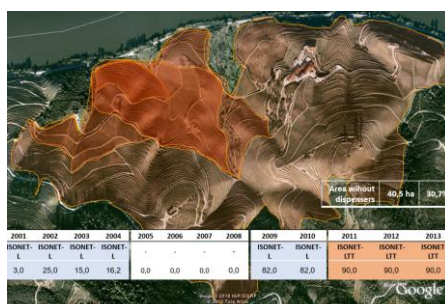 Area wihout dispensers 40,5 ha 30,7%
2001 2002 2003 2004 2005 2006 2007 2008 2009 2010 2011 2012 2013
ISONET-L ISONET-L ISONET-L ISONET-L - - - - ISONET-L ISONET-L ISONET-LTT ISONET-LTT ISONET-LTT
3,0 25,0 15,0 16,2 0,0 0,0 0,0 0,0 82,0 82,0 90,0 90,0 90,0
Google